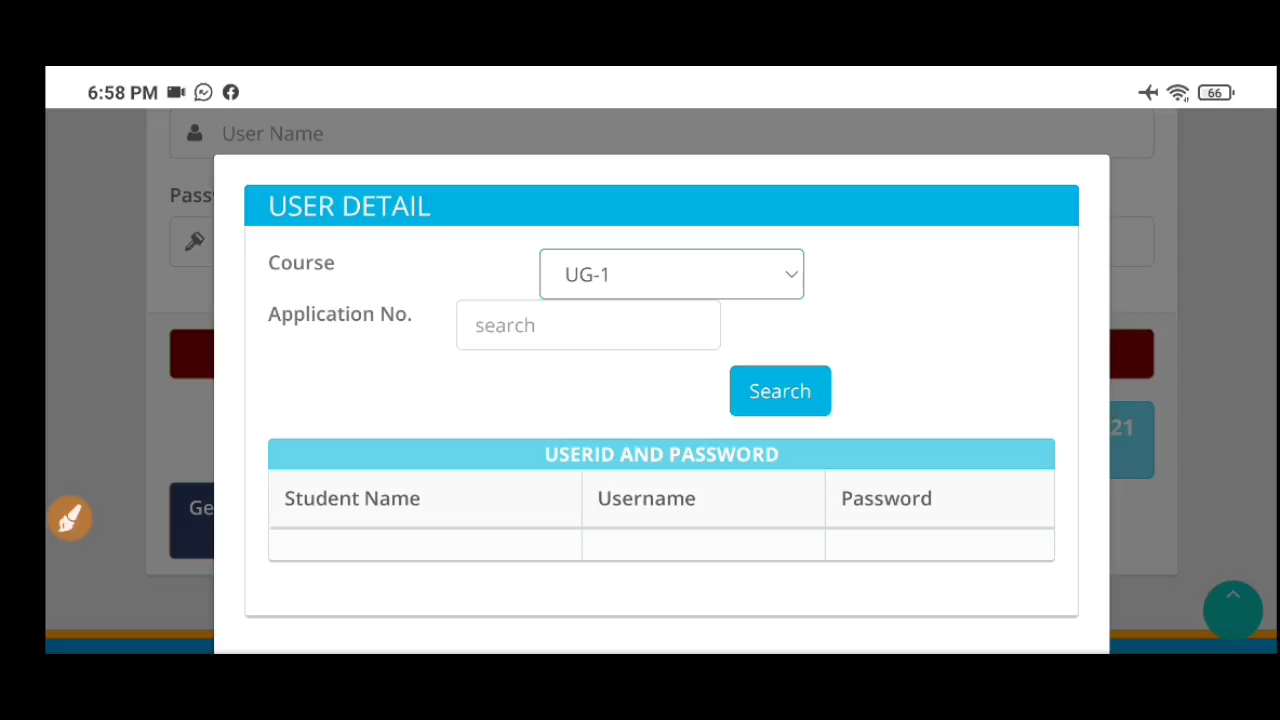 6:58 PM
66
User Name
Pass
USER DETAIL
Course
UG-1
Application No.
search
Search
21
USERID AND PASSWORD
Student Name Username Password
Ge